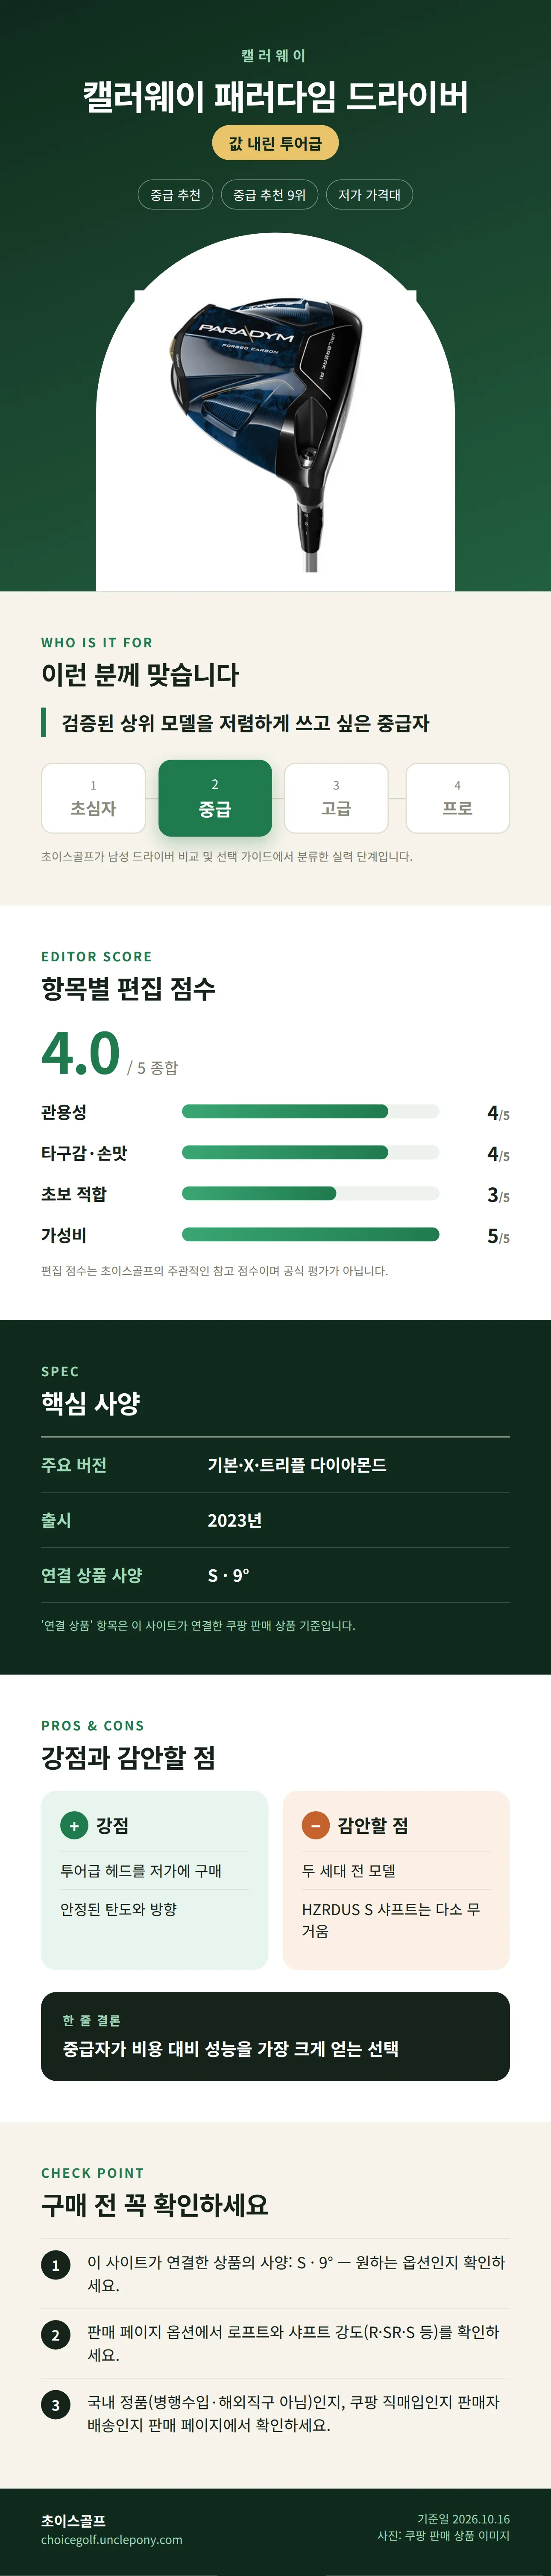 캘러웨이
캘러웨이 패러다임 드라이버
값 내린 투어급
중급 추천
중급 추천 9위
저가 가격대
PARADYM
FORGED CARBON
JAILBREAK AI
WHO IS IT FOR
이런 분께 맞습니다
검증된 상위 모델을 저렴하게 쓰고 싶은 중급자
1
초심자
2
중급
3
고급
4
프로
초이스골프가 남성 드라이버 비교 및 선택 가이드에서 분류한 실력 단계입니다.
EDITOR SCORE
항목별 편집 점수
4.0 / 5 종합
관용성 4/5
타구감·손맛 4/5
초보 적합 3/5
가성비 5/5
편집 점수는 초이스골프의 주관적인 참고 점수이며 공식 평가가 아닙니다.
SPEC
핵심 사양
주요 버전 기본·X·트리플 다이아몬드
출시 2023년
연결 상품 사양 S · 9°
'연결 상품' 항목은 이 사이트가 연결한 쿠팡 판매 상품 기준입니다.
PROS & CONS
강점과 감안할 점
+ 강점
투어급 헤드를 저가에 구매
안정된 탄도와 방향
− 감안할 점
두 세대 전 모델
HZRDUS S 샤프트는 다소 무
거움
한 줄 결론
중급자가 비용 대비 성능을 가장 크게 얻는 선택
CHECK POINT
구매 전 꼭 확인하세요
1 이 사이트가 연결한 상품의 사양: S · 9° — 원하는 옵션인지 확인하
세요.
2 판매 페이지 옵션에서 로프트와 샤프트 강도(R·SR·S 등)를 확인하
세요.
3 국내 정품(병행수입·해외직구 아님)인지, 쿠팡 직매입인지 판매자
배송인지 판매 페이지에서 확인하세요.
초이스골프
choicegolf.unclepony.com
기준일 2026.10.16
사진: 쿠팡 판매 상품 이미지